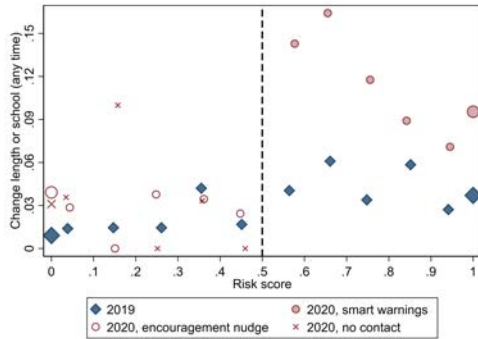 Change length or school (any time)
.15
.12
.09
.06
.03
0
0 .1 .2 .3 .4 .5 .6 .7 .8 .9 1
Risk score
2019 2020, smart warnings
2020, encouragement nudge 2020, no contact